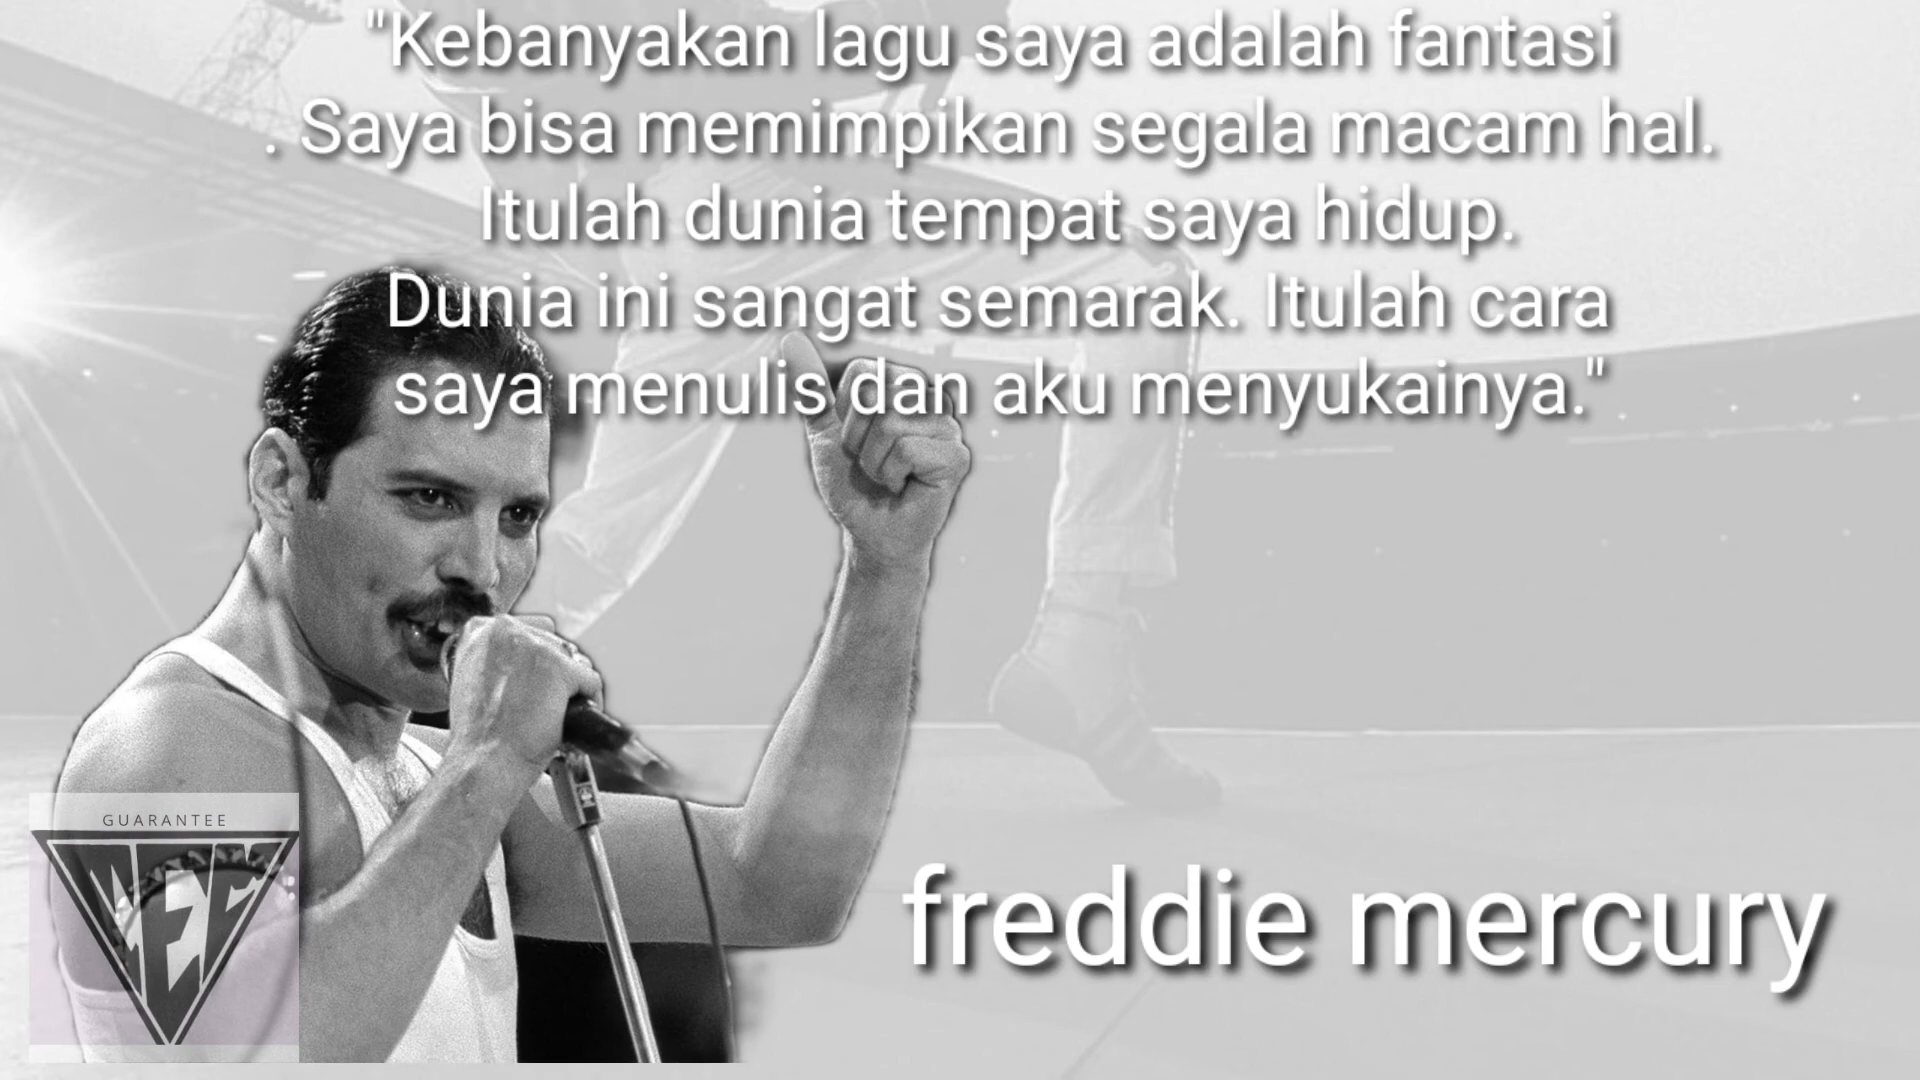 "Kebanyakan lagu saya adalah fantasi
. Saya bisa memimpikan segala macam hal.
Itulah dunia tempat saya hidup.
Dunia ini sangat semarak. Itulah cara
saya menulis dan aku menyukainya."
GUARANTEE
freddie mercury